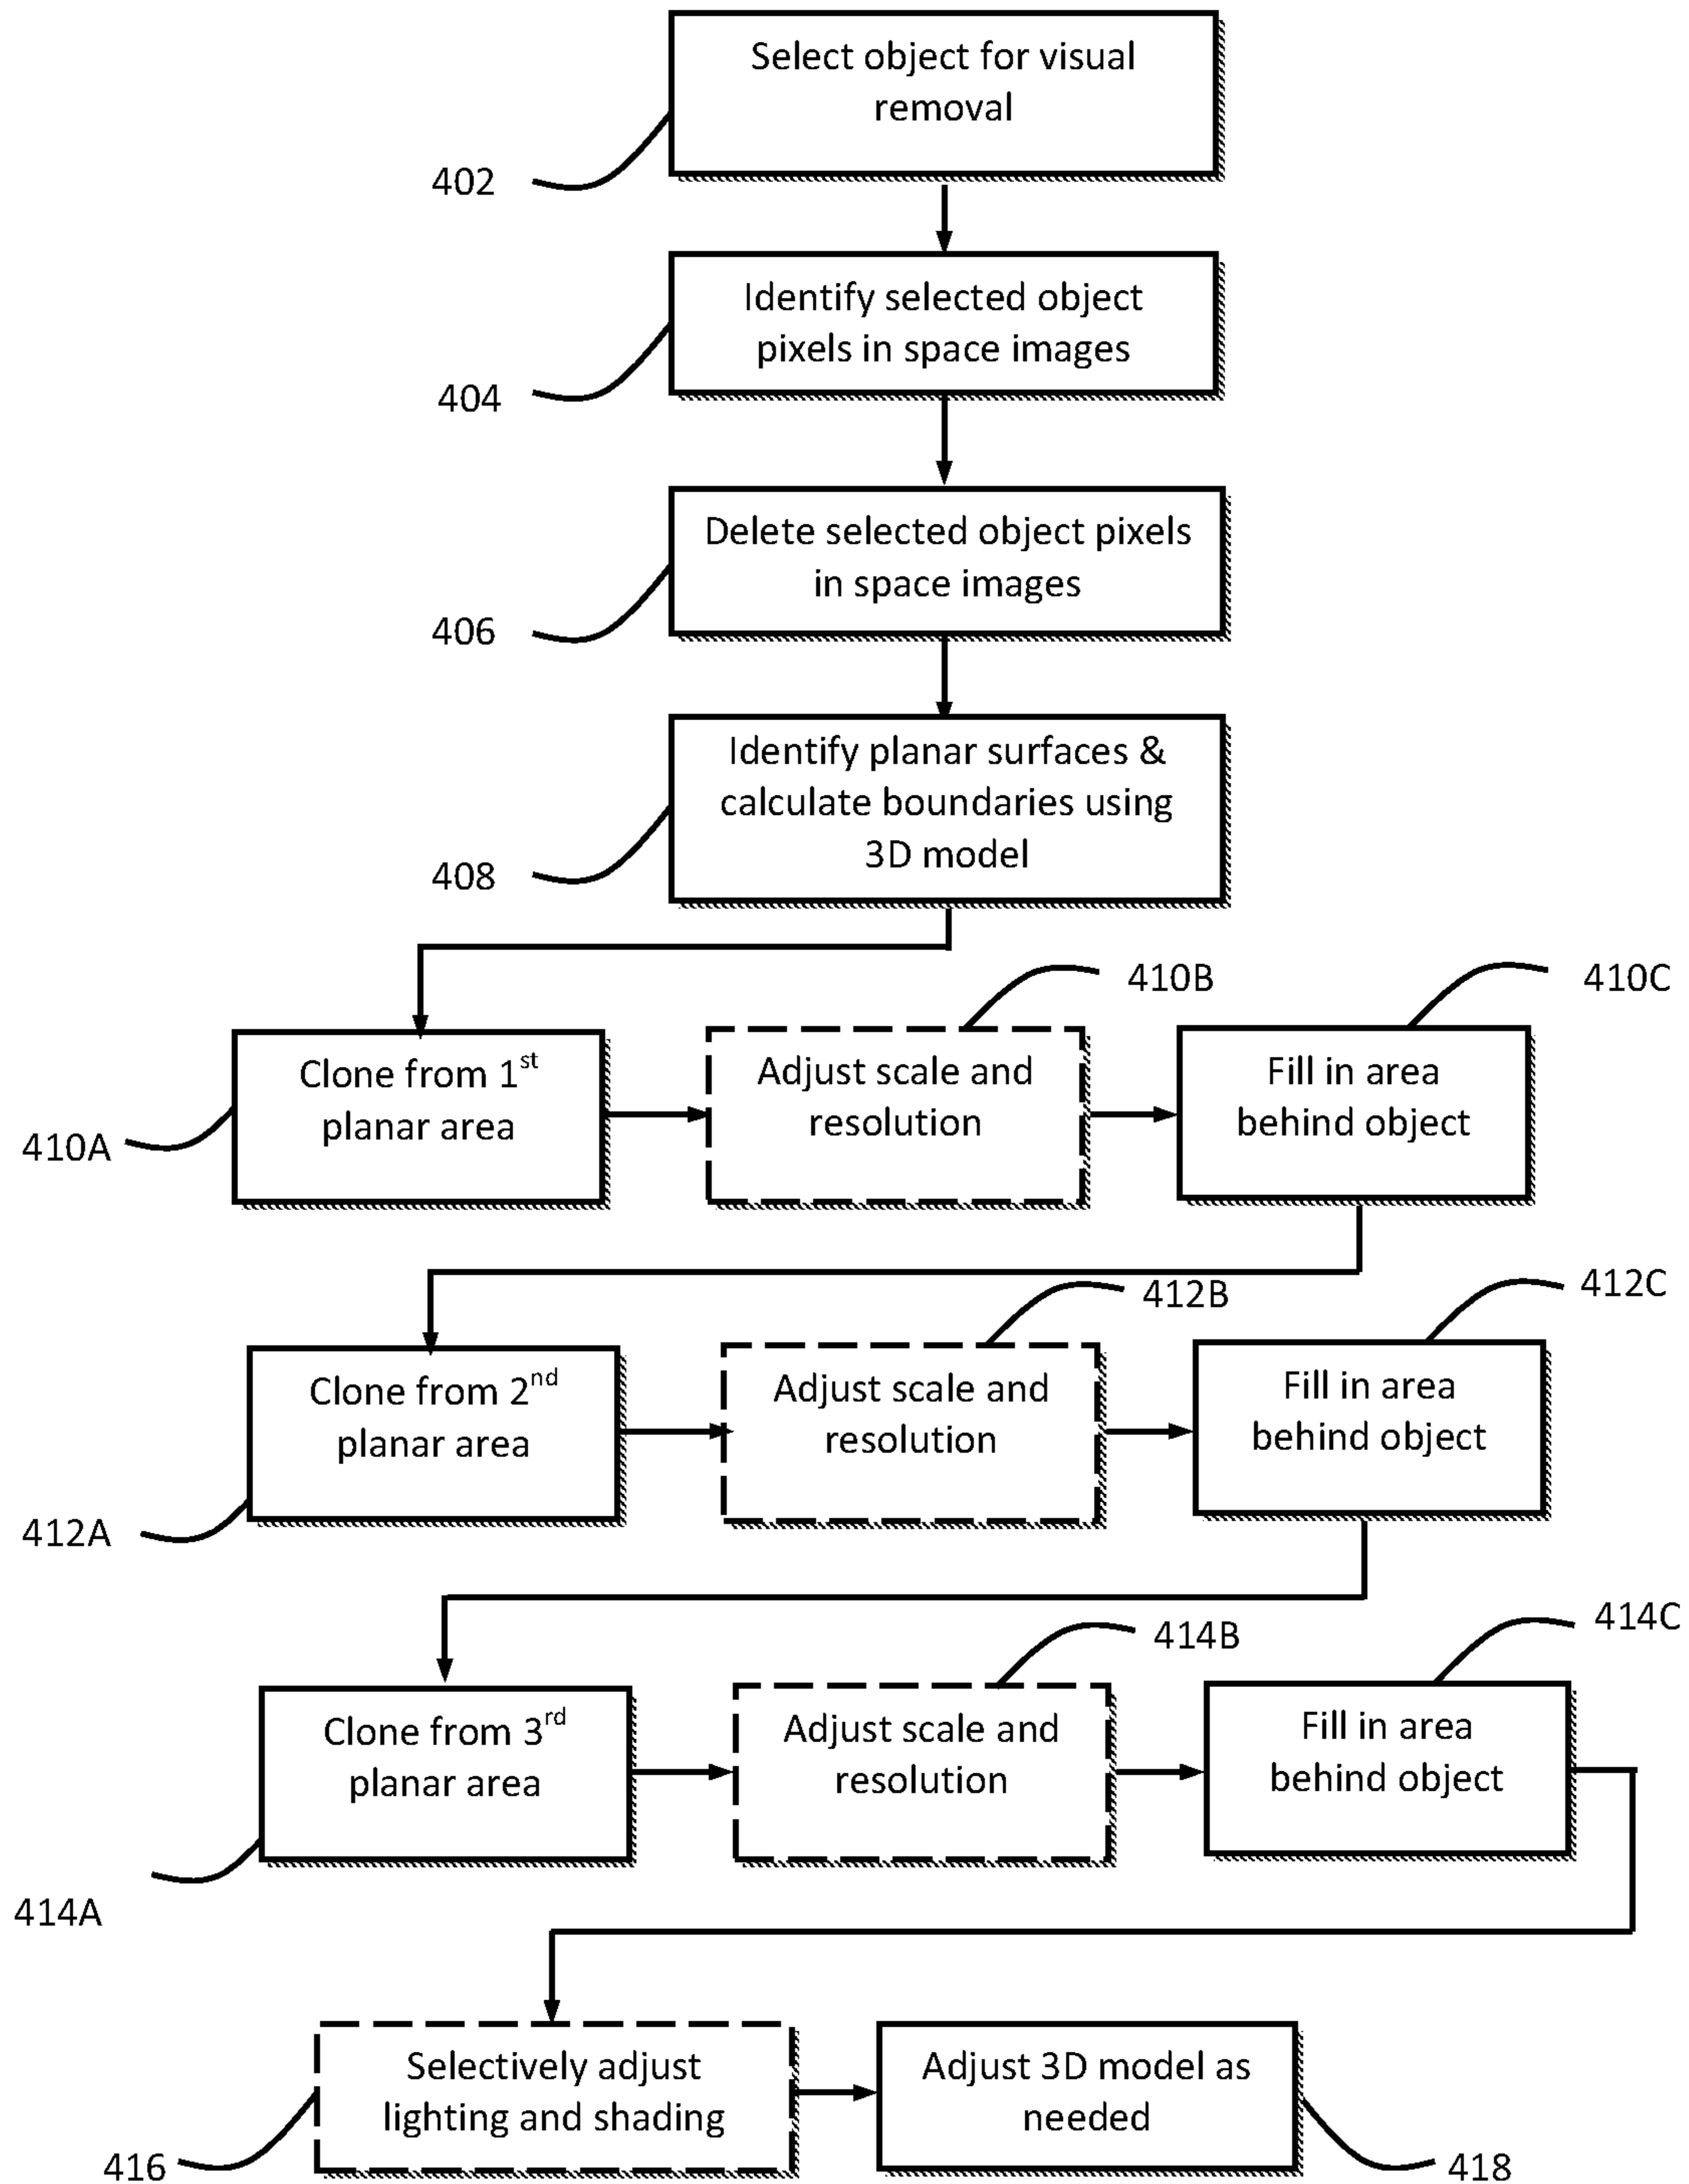 Select object for visual
removal
402
Identify selected object
pixels in space images
404
Delete selected object pixels
in space images
406
Identify planar surfaces &
calculate boundaries using
3D model
408
410B
410C
Clone from 1st
planar area
Adjust scale and
resolution
Fill in area
behind object
410A
412B
412C
Clone from 2nd
planar area
Adjust scale and
resolution
Fill in area
behind object
412A
414B
414C
Clone from 3rd
planar area
Adjust scale and
resolution
Fill in area
behind object
414A
Selectively adjust
lighting and shading
Adjust 3D model as
needed
416
418